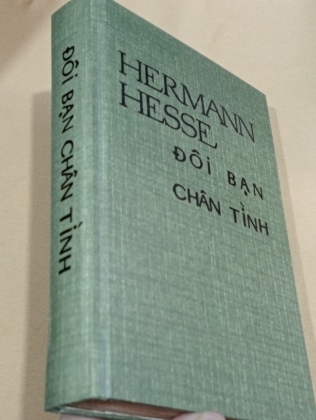 ĐÔI BẠN CHÂN TÌNH
HERMANN
HESSE
ĐÔI BẠN
CHÂN TÌNH